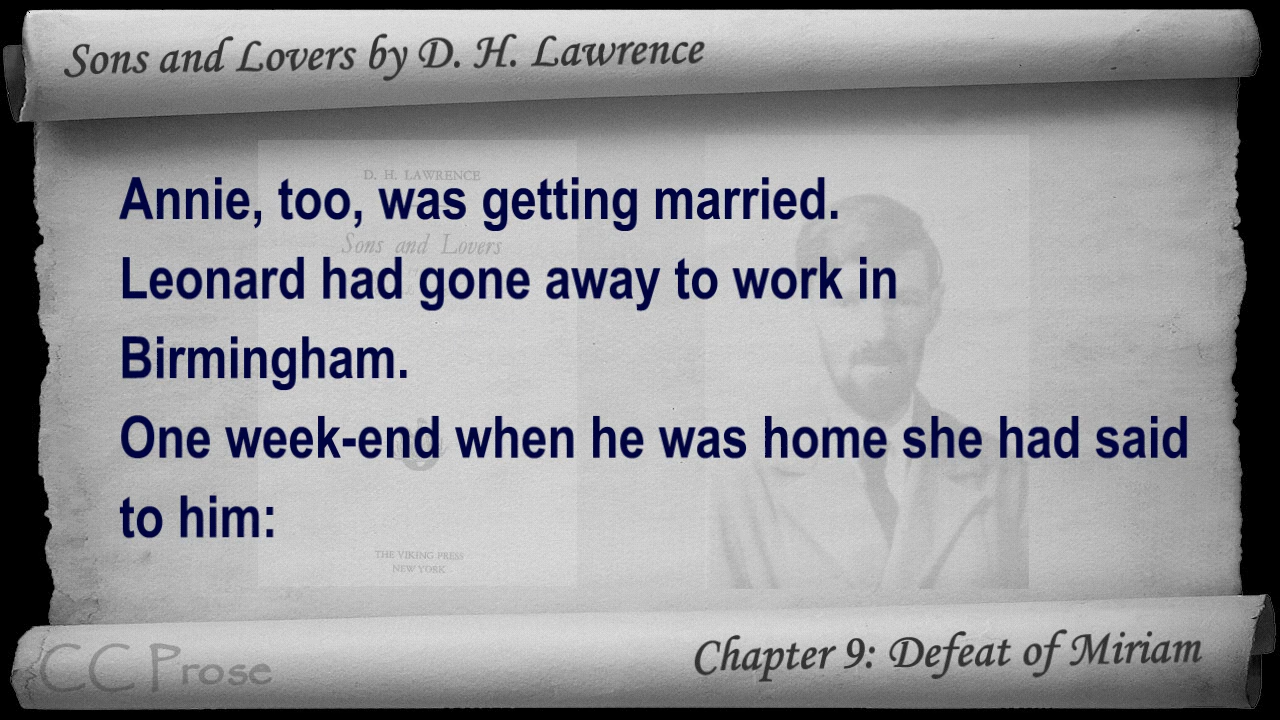 Sons and Lovers by D. H. Lawrence
D. H. LAWRENCE
Annie, too, was getting married.
Sons and Lovers
Leonard had gone away to work in
Birmingham.
One week-end when he was home she had said
to him:
THE VIKING PRESS
NEW YORK
CC Prose
Chapter 9: Defeat of Miriam